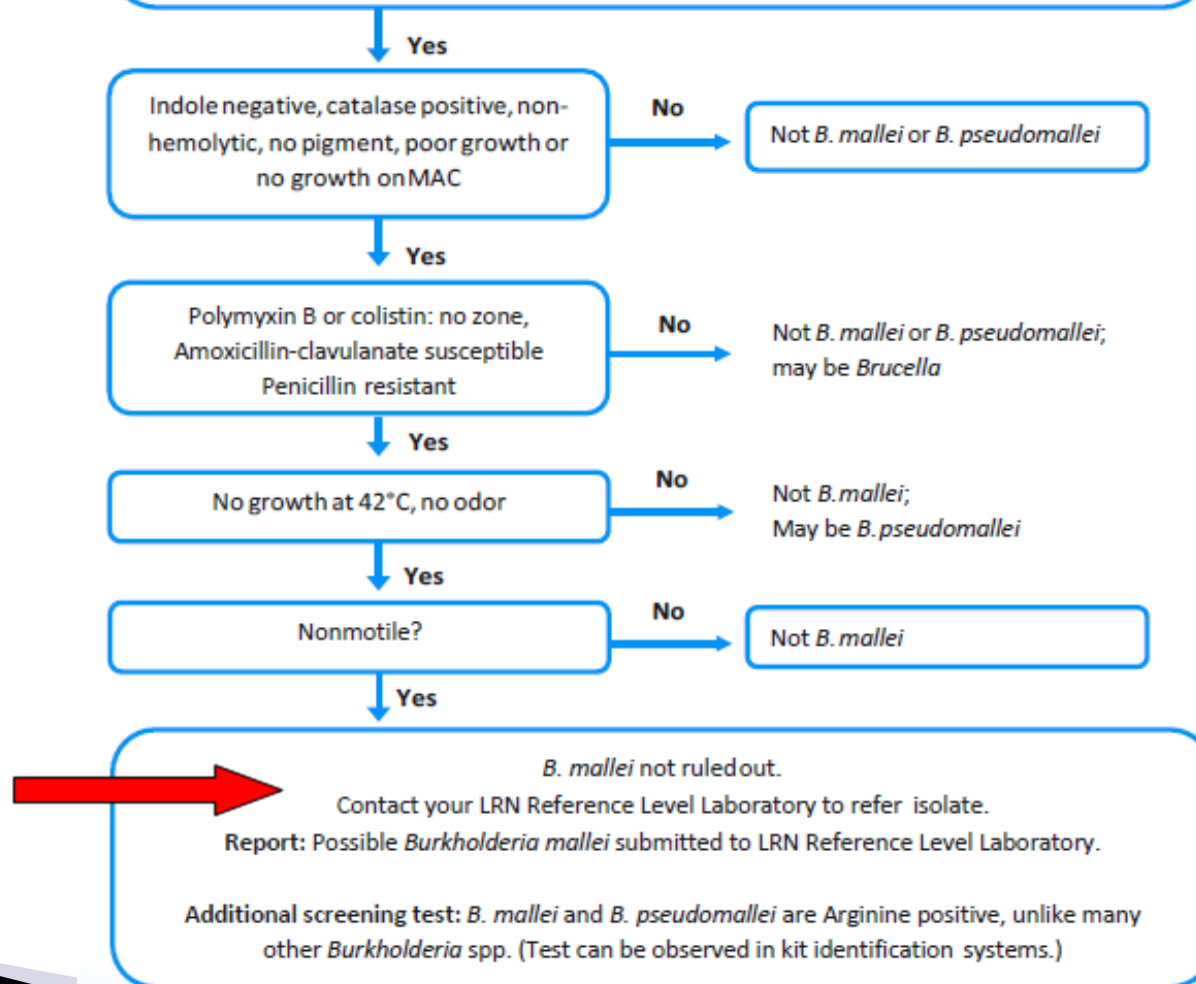 Yes
Indole negative, catalase positive, non-
hemolytic, no pigment, poor growth or
no growth on MAC
No
Not B. mallei or B. pseudomallei
Yes
Polymyxin B or colistin: no zone,
Amoxicillin-clavulanate susceptible
Penicillin resistant
No
Not B. mallei or B. pseudomallei;
may be Brucella
Yes
No growth at 42°C, no odor
No
Not B. mallei;
May be B. pseudomallei
Yes
Nonmotile?
No
Not B. mallei
Yes
B. mallei not ruled out.
Contact your LRN Reference Level Laboratory to refer isolate.
Report: Possible Burkholderia mallei submitted to LRN Reference Level Laboratory.
Additional screening test: B. mallei and B. pseudomallei are Arginine positive, unlike many
other Burkholderia spp. (Test can be observed in kit identification systems.)